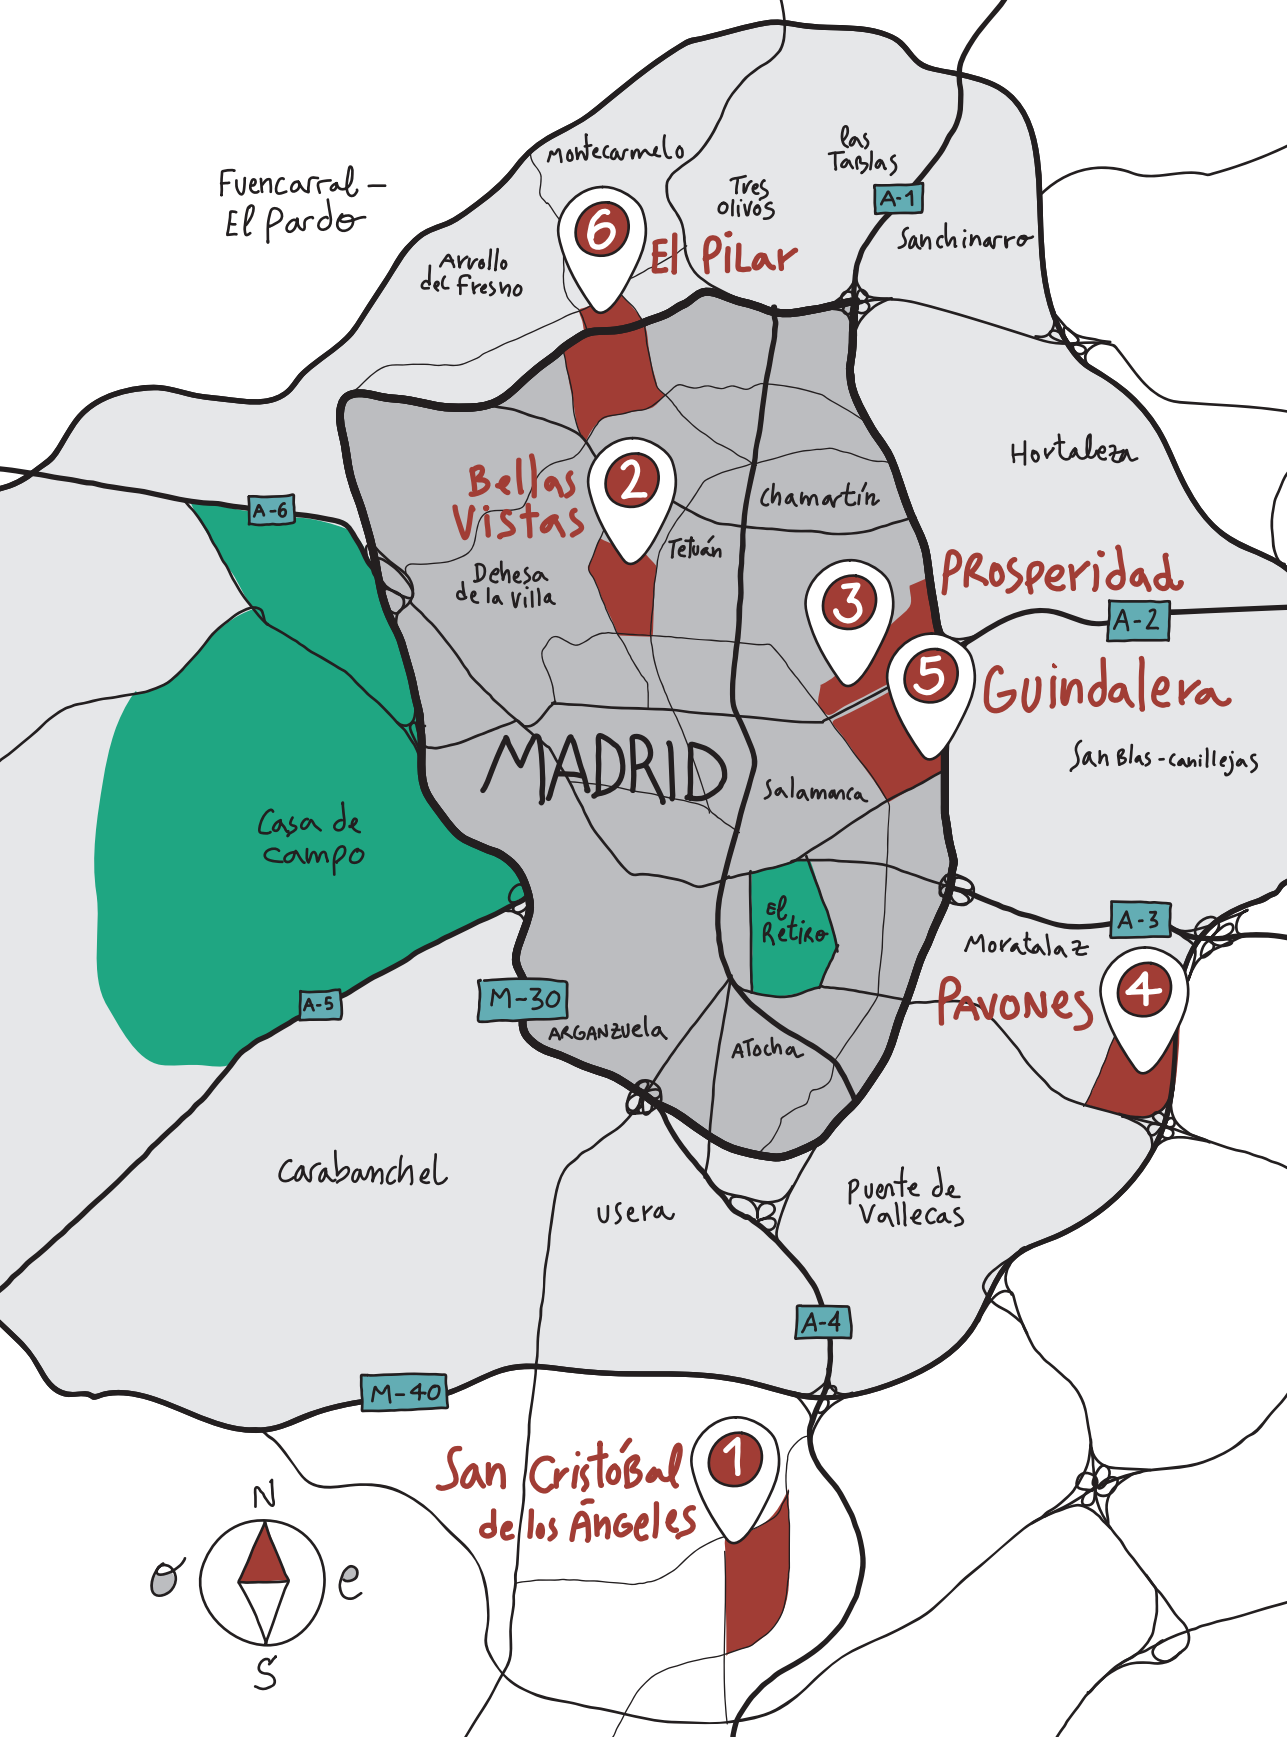 Montecarmelo
las
Tablas
Fuencarral -
El Pardo
Tres
Olivos
A-1
6
El Pilar
Sanchinarro
Arrollo
del Fresno
Hortaleza
Bellas
Vistas
2
Chamartín
A-6
Tetuán
Dehesa
de la Villa
Prosperidad
3
A-2
5
Guindalera
San Blas - Canillejas
MADRID
Salamanca
Casa de
Campo
El
Retiro
A-3
Moratalaz
Pavones
4
A-5
M-30
Arganzuela
Atocha
Carabanchel
Usera
Puente de
Vallecas
A-4
M-40
San Cristóbal
de los Ángeles
1
N
o
e
S